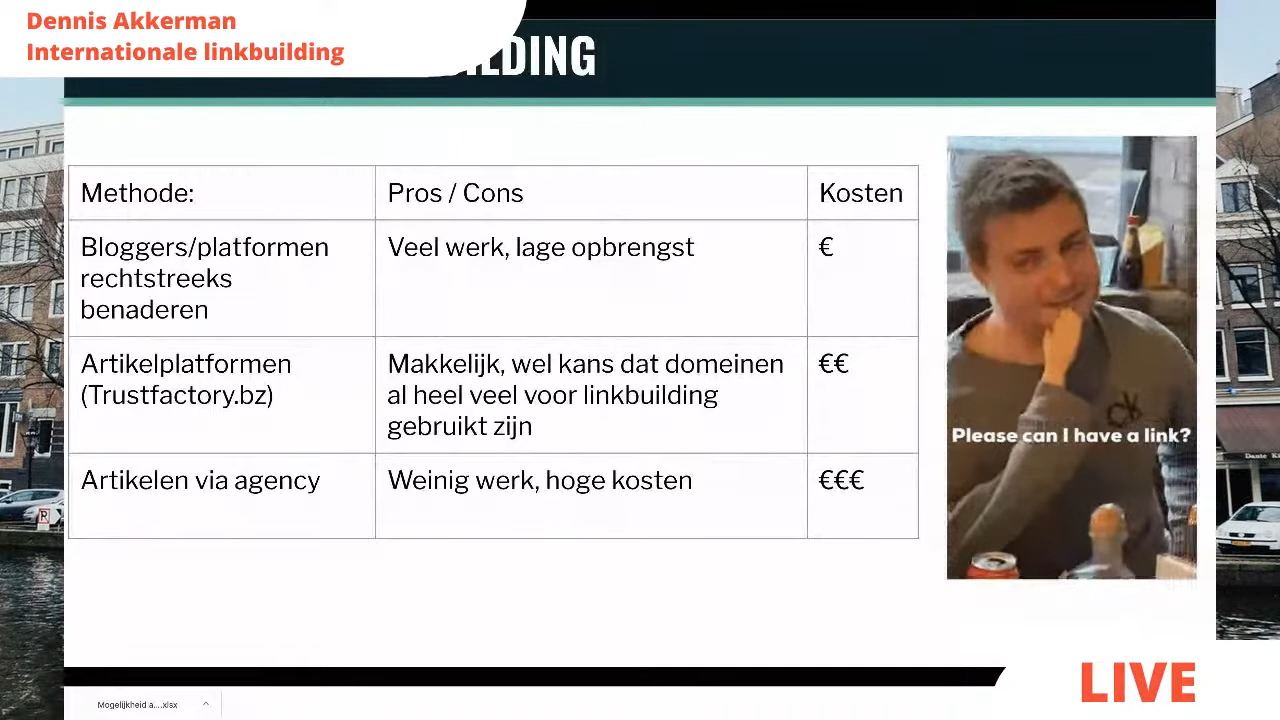 Dennis Akkerman
Internationale linkbuilding
Methode:
Pros / Cons
Kosten
Bloggers/platformen
rechtstreeks
benaderen
Veel werk, lage opbrengst
€
Artikelplatformen
(Trustfactory.bz)
Makkelijk, wel kans dat domeinen
al heel veel voor linkbuilding
gebruikt zijn
€€
Artikelen via agency
Weinig werk, hoge kosten
€€€
ck
Please can I have a link?
LIVE
Mogelijkheid a....xlsx